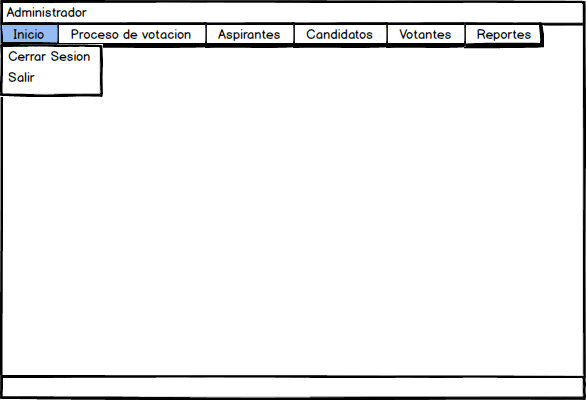 Administrador
Inicio Proceso de votacion Aspirantes Candidatos Votantes Reportes
Cerrar Sesion
Salir